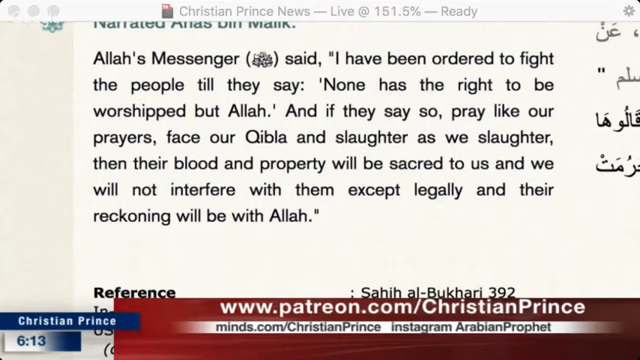 Christian Prince News — Live @ 151.5% — Ready
Narrated Anas bin Malik:
Allah's Messenger (ﷺ) said, "I have been ordered to fight
the people till they say: 'None has the right to be
worshipped but Allah.' And if they say so, pray like our
prayers, face our Qibla and slaughter as we slaughter,
then their blood and property will be sacred to us and we
will not interfere with them except legally and their
reckoning will be with Allah."
، عَنْ
سلم "
قَالُوهَا
Reference : Sahih al-Bukhari 392
www.patreon.com/ChristianPrince
minds.com/ChristianPrince instagram ArabianProphet
Christian Prince
6:13